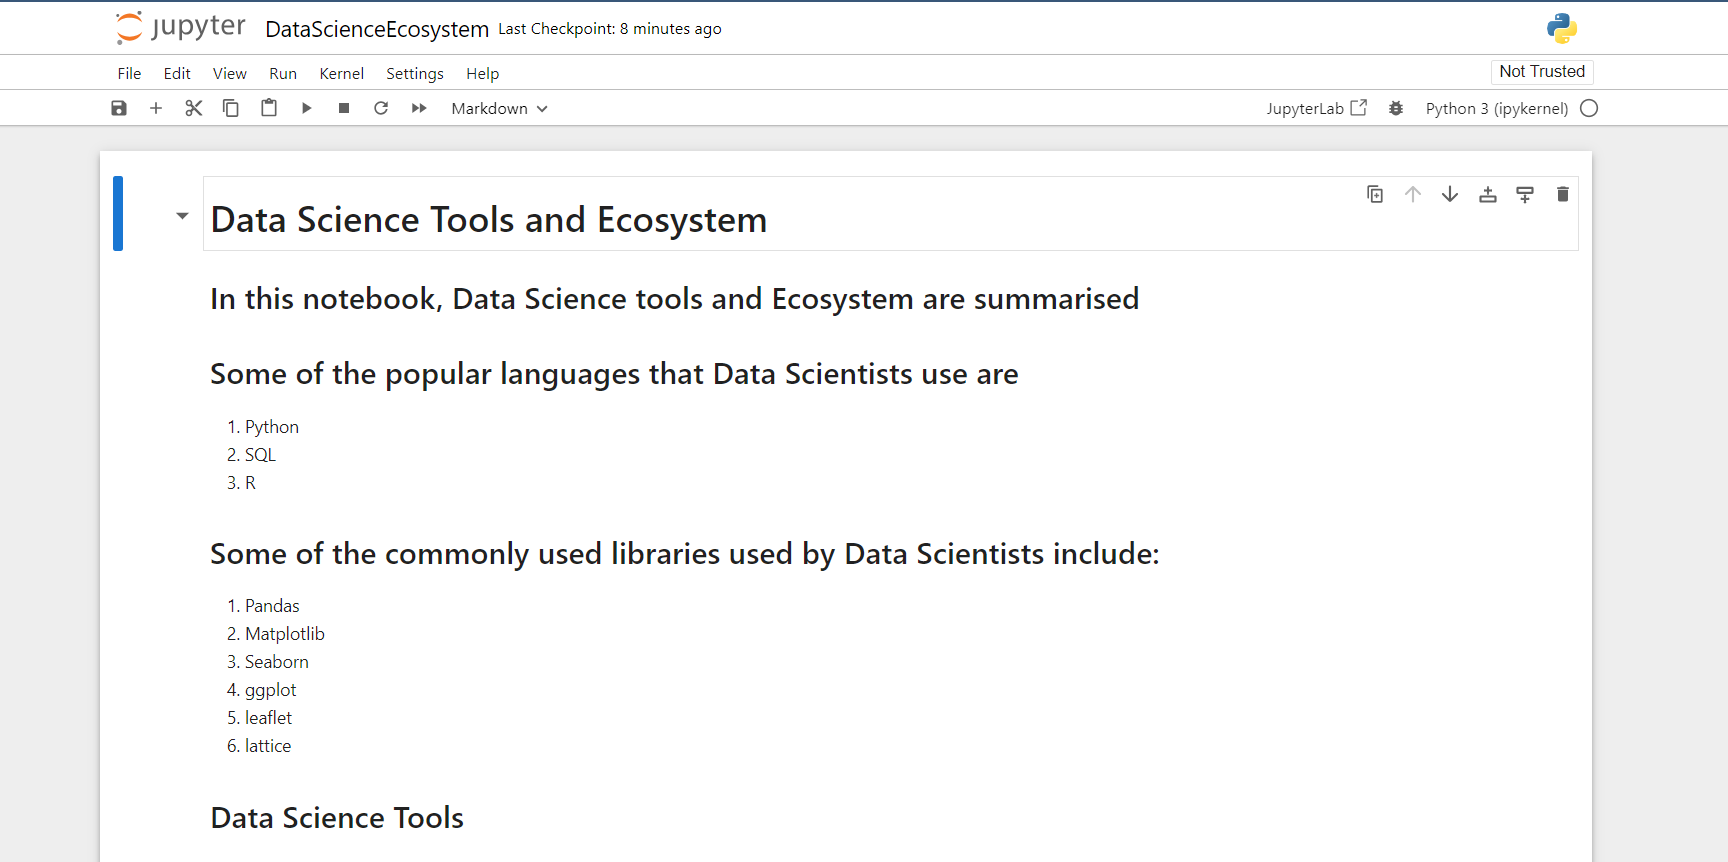 jupyter DataScienceEcosystem Last Checkpoint: 8 minutes ago
File Edit View Run Kernel Settings Help Not Trusted
Markdown JupyterLab Python 3 (ipykernel)
Data Science Tools and Ecosystem
In this notebook, Data Science tools and Ecosystem are summarised
Some of the popular languages that Data Scientists use are
1. Python
2. SQL
3. R
Some of the commonly used libraries used by Data Scientists include:
1. Pandas
2. Matplotlib
3. Seaborn
4. ggplot
5. leaflet
6. lattice
Data Science Tools